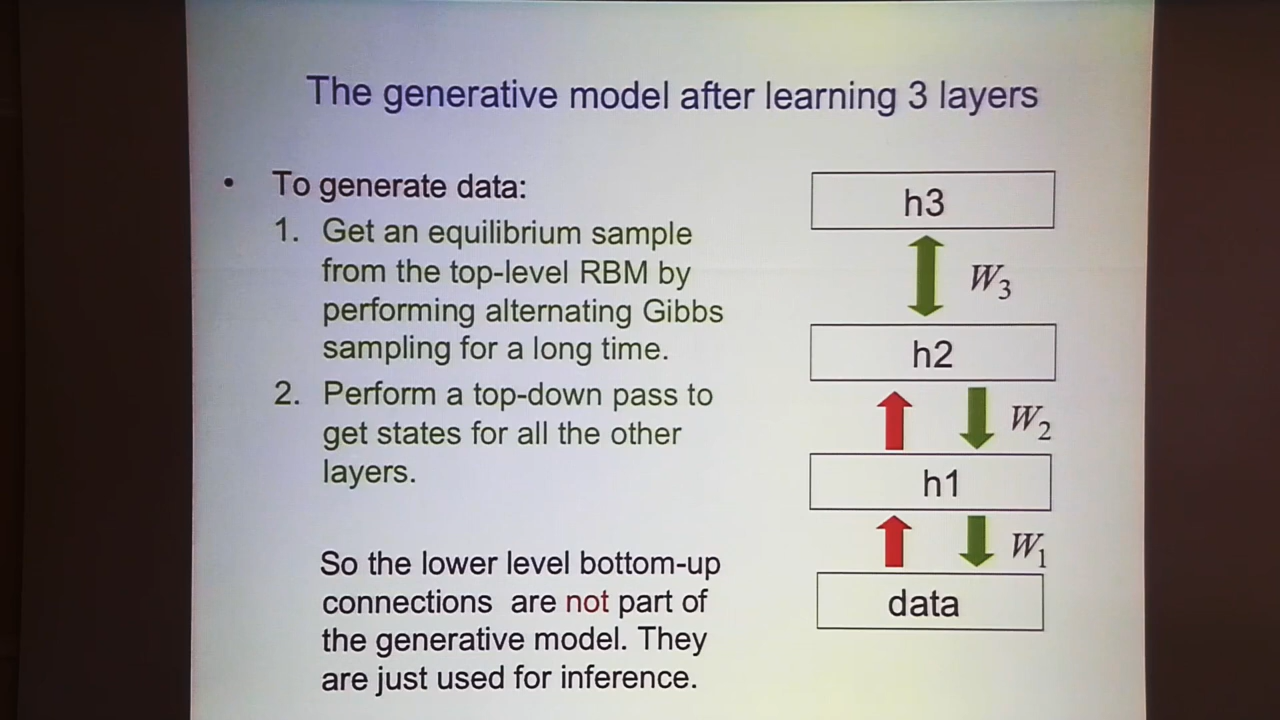 The generative model after learning 3 layers
• To generate data:
1. Get an equilibrium sample
from the top-level RBM by
performing alternating Gibbs
sampling for a long time.
2. Perform a top-down pass to
get states for all the other
layers.
So the lower level bottom-up
connections are not part of
the generative model. They
are just used for inference.
h3
W3
h2
W2
h1
W1
data